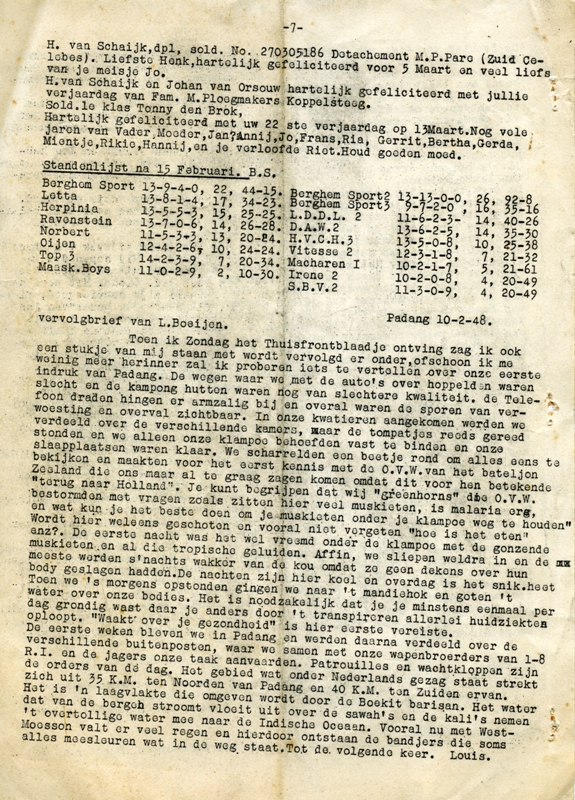 -7-
H. van Schaijk,dpl, sold. No. 270305186 Detachement M.P.Pare (Zuid Ce-
lebes). Liefste Henk,hartelijk gefeliciteerd voor 5 Maart en veel liefs
van je meisje Jo.
H.van Schaijk en Johan van Orsouw hartelijk gefeliciteerd met jullie
verjaardag van Fam. M.Ploegmakers Koppelsteeg.
Sold.1e klas Tonny den Brok,
Hartelijk gefeliciteerd met uw 22 ste verjaardag op 13Maart.Nog vele
jaren van Vader,Moeder,Jan?Annij,Jo,Frans,Ria, Gerrit,Bertha,Gerda,
Mientje,Rikie,Hannij,en je verloofde Riet.Houd goeden moed.
Standenlijst na 15 Februari. B.S.
Berghem Sport 13-9-4-0, 22, 44-15.
Letta 13-8-1-4, 17, 34-23.
Herpinia 13-5-5-3, 15, 25-25.
Ravenstein 13-7-0-6, 14, 26-28.
Norbert 11-5-3-3, 13, 20-24.
Oijen 12-4-2-6, 10, 24-24.
Top 3 14-2-3-9, 7, 20-34.
Maask.Boys 11-0-2-9, 2, 10-30.
Berghem Sport2 13-13-0-0, 26, 92-8
Berghem Sport3 9-7-2-0 , 16, 35-16
L.D.D.L. 2 11-6-2-3- 14, 40-26
D.A.W.2 13-6-2-5, 14, 35-30
H.V.C.H.3 13-5-0-8, 10, 25-38
Vitesse 2 12-3-1-8, 7, 21-32
Macharen I 10-2-1-7, 5, 21-61
Irene 2 10-2-0-8, 4, 20-49
S.B.V.2 11-3-0-9, 4, 20-49
vervolgbrief van L.Boeijen. Padang 10-2-48.
Toen ik Zondag het Thuisfrontblaadje ontving zag ik ook
een stukje van mij staan met wordt vervolgd er onder,ofschoon ik me
weinig meer herinner zal ik proberen iets te vertellen over onze eerste
indruk van Padang. De wegen waar we met de auto's over hoppelden waren
slecht en de kampong hutten waren nog van slechtere kwaliteit. de Tele-
foon draden hingen er armzalig bij en overal waren de sporen van ver-
woesting en overval zichtbaar. In onze kwatieren aangekomen werden we
verdeeld over de verschillende kamers, waar de tompatjes reeds gereed
stonden en we alleen onze klampoe behoefden vast te binden en onze
slaapplaatsen waren klaar. We scharrelden een beetje rond om alles eens te
bekijken en maakten voor het eerst kennis met de O.V.W.van het bateljon
Zeeland die ons maar al te graag zagen komen omdat dit voor hen betekende
"terug naar Holland". Je kunt begrijpen dat wij "greenhorns" dbe O.V.W.
bestormden met vragen zoals zitten hier veel muskieten, is malaria erg,
en wat kun je het beste doen om je muskieten onder je klampoe weg te houden"
Wordt hier weleens geschoten en vooral niet vergeten "hoe is het eten"
enz?. De eerste nacht was het wel vreemd onder de klampoe met de gonzende
muskieten en al die tropische geluiden. Affin, we sliepen weldra in en de
meeste werden s'nachts wakker van de kou omdat ze geen dekens over hun
body geslagen hadden.De nachten zijn hier koel en overdag is het snik.heet
Toen we 's morgens opstonden gingen we naar 't mandiehok en goten 't
water over onze bodies. Het is noodzakelijk dat je je minstens eenmaal per
dag grondig wast daar je anders door 't transpireren allerlei huidziekten
oploopt. "Waakt over je gezondheid" is hier eerste vereiste.
De eerste weken bleven we in Padang en werden daarna verdeeld over de
verschillende buitenposten, waar we samen met onze wapenbroerders van 1-8
R.I. en de jagers onze taak aanvaarden. Patrouilles en wachtkloppen zijn
de orders van de dag. Het gebied wat onder Nederlands gezag staat strekt
zich uit 35 K.M. ten Noorden van Padang en 40 K.M. ten Zuiden ervan.
Het is 'n laagvlakte die omgeven wordt door de Boekit barisan. Het water
dat van de bergen stroomt vloeit uit over de sawah's en de kali's nemen
't overtollige water mee naar de Indische Oceaan. Vooral nu met West-
Moesson valt er veel regen en hierdoor ontstaan de bandjers die soms
alles meesleuren wat in de weg staat.Tot de volgende keer. Louis.